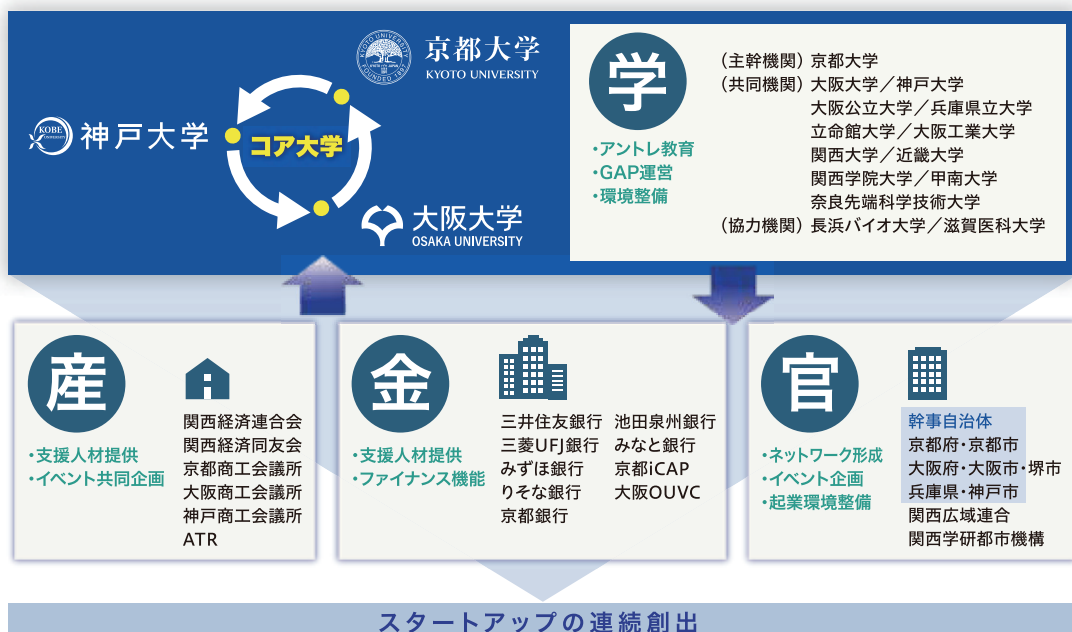 京都大学
KYOTO UNIVERSITY
KOBE
UNIVERSITY
神戸大学
コア大学
大阪大学
OSAKA UNIVERSITY
学
・アントレ教育
・GAP運営
・環境整備
（主幹機関）京都大学
（共同機関）大阪大学／神戸大学
大阪公立大学／兵庫県立大学
立命館大学／大阪工業大学
関西大学／近畿大学
関西学院大学／甲南大学
奈良先端科学技術大学
（協力機関）長浜バイオ大学／滋賀医科大学
産
・支援人材提供
・イベント共同企画
関西経済連合会
関西経済同友会
京都商工会議所
大阪商工会議所
神戸商工会議所
ATR
金
・支援人材提供
・ファイナンス機能
三井住友銀行
三菱UFJ銀行
みずほ銀行
りそな銀行
京都銀行
池田泉州銀行
みなと銀行
京都iCAP
大阪OUVC
官
・ネットワーク形成
・イベント企画
・起業環境整備
幹事自治体
京都府・京都市
大阪府・大阪市・堺市
兵庫県・神戸市
関西広域連合
関西学研都市機構
スタートアップの連続創出